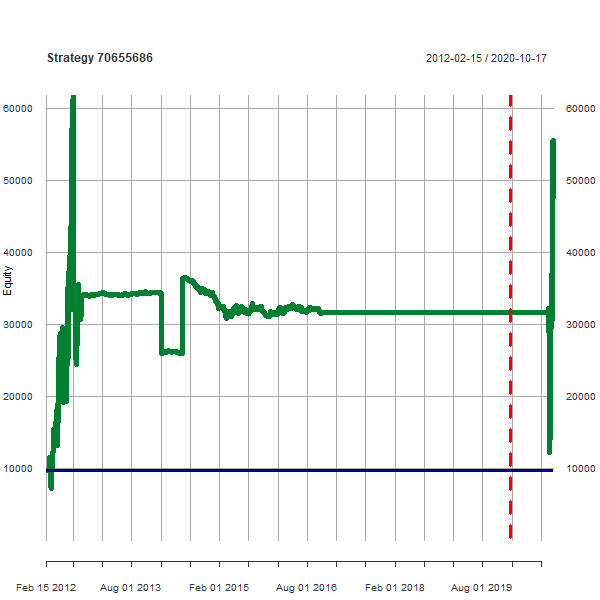 Strategy 70655686
2012-02-15 / 2020-10-17
60000
60000
50000
50000
40000
40000
Equity
30000
30000
20000
20000
10000
10000
Feb 15 2012
Aug 01 2013
Feb 01 2015
Aug 01 2016
Feb 01 2018
Aug 01 2019